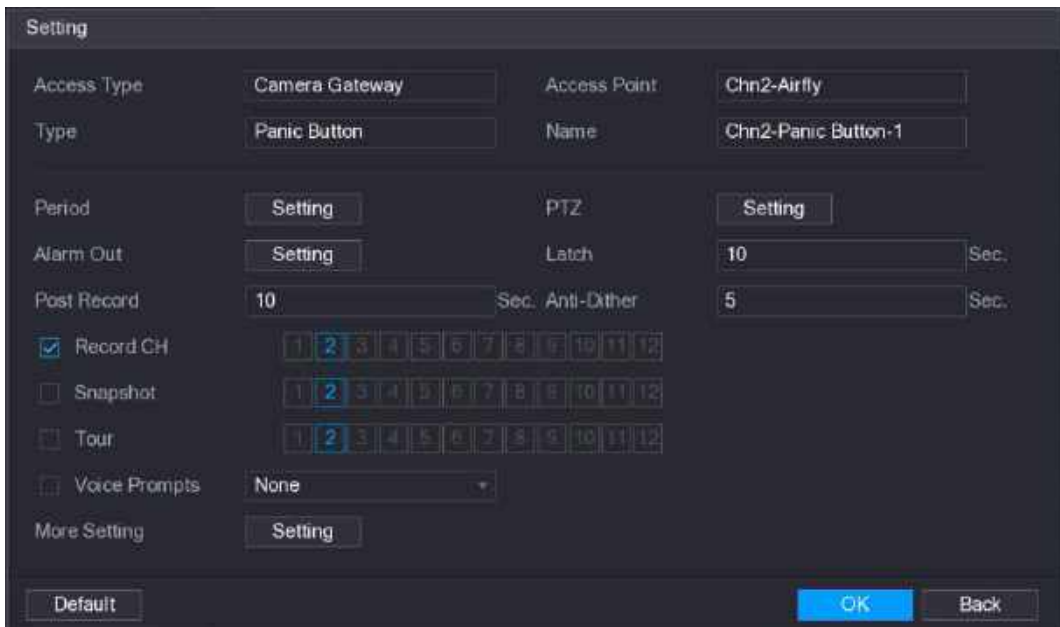 Setting
Access Type Camera Gateway Access Point Chn2-Airfly
Type Panic Button Name Chn2-Panic Button-1
Period Setting PTZ Setting
Alarm Out Setting Latch 10 Sec.
Post Record 10 Sec. Anti-Dither 5 Sec.
Record CH 1 2 3 4 5 6 7 8 9 10 11 12
Snapshot 1 2 3 4 5 6 7 8 9 10 11 12
Tour 1 2 3 4 5 6 7 8 9 10 11 12
Voice Prompts None
More Setting Setting
Default OK Back